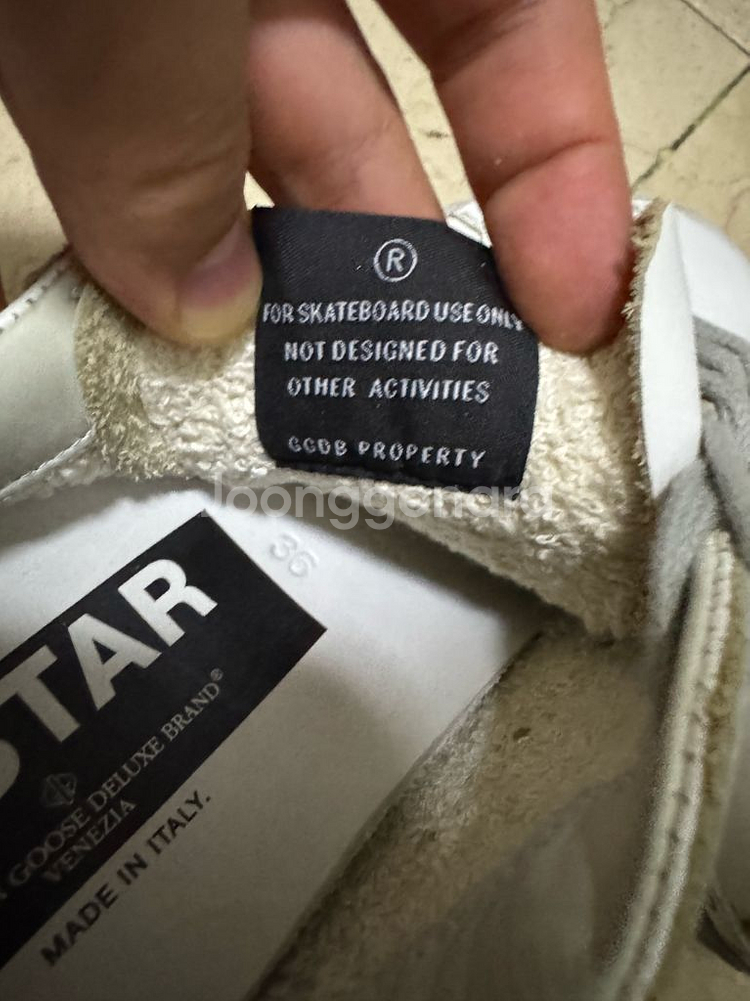 ®
FOR SKATEBOARD USE ONLY
NOT DESIGNED FOR
OTHER ACTIVITIES
GGDB PROPERTY
joonggonara
36
STAR
GOOSE DELUXE BRAND®
VENEZIA
MADE IN ITALY.